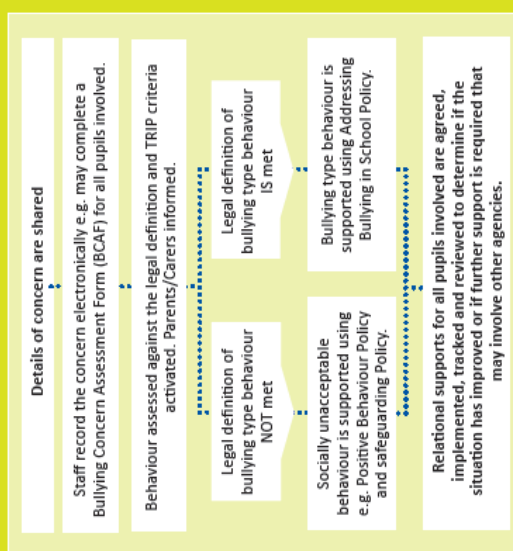 Details of concern are shared
Staff record the concern electronically e.g. may complete a
Bullying Concern Assessment Form (BCAF) for all pupils involved.
Behaviour assessed against the legal definition and TRIP criteria
activated. Parents/Carers informed.
Legal definition of
bullying type behaviour
NOT met
Legal definition of
bullying type behaviour
IS met
Socially unacceptable
behaviour is supported using
e.g. Positive Behaviour Policy
and safeguarding Policy.
Bullying type behaviour is
supported using Addressing
Bullying in School Policy.
Relational supports for all pupils involved are agreed,
implemented, tracked and reviewed to determine if the
situation has improved or if further support is required that
may involve other agencies.